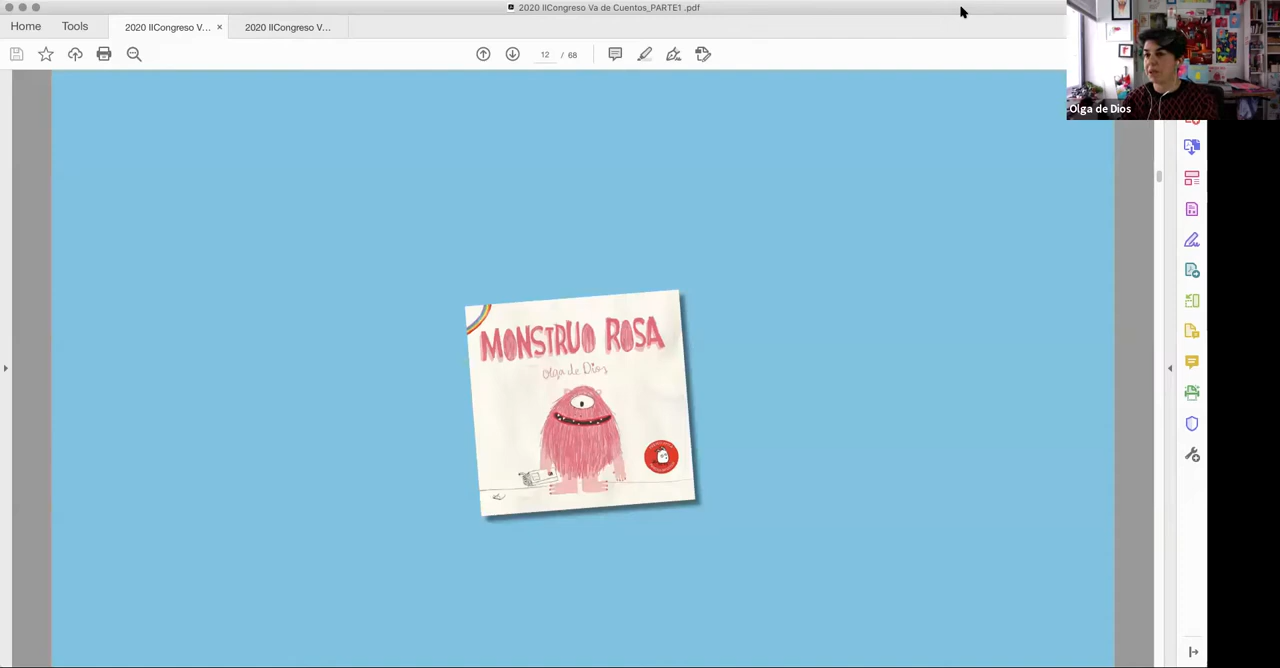 2020 IICongreso Va de Cuentos_PARTE1 .pdf
Home
Tools
2020 IICongreso V... ×
2020 IICongreso V...
12 / 68
Olga de Dios
MONSTRUO ROSA
Olga de Dios